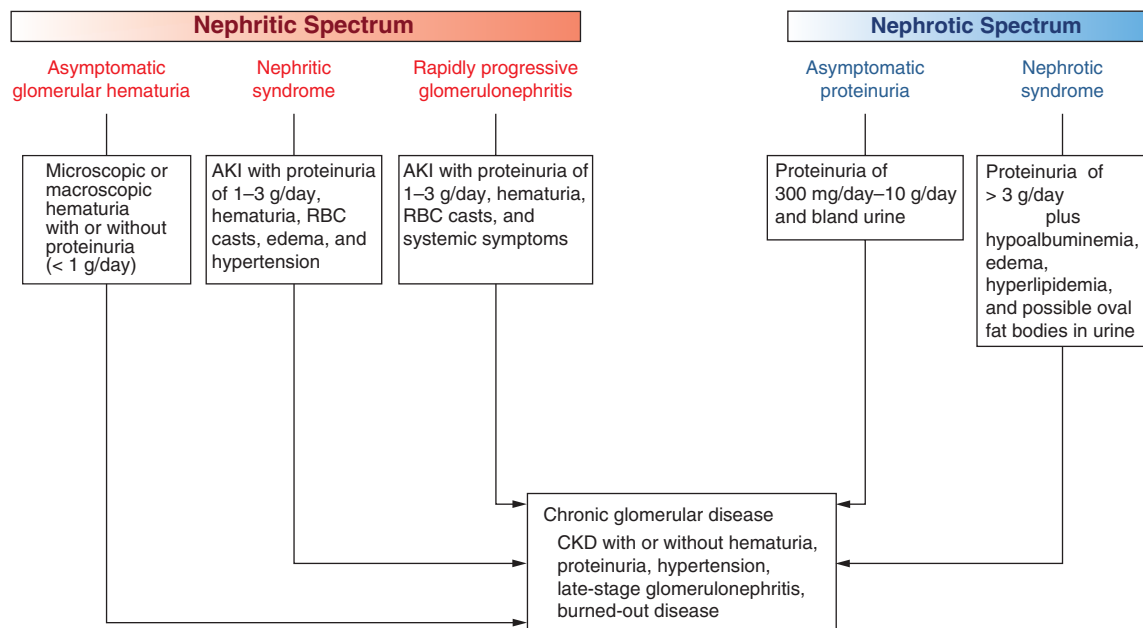 Nephritic Spectrum
Nephrotic Spectrum
Asymptomatic
glomerular hematuria
Nephritic
syndrome
Rapidly progressive
glomerulonephritis
Asymptomatic
proteinuria
Nephrotic
syndrome
Microscopic or
macroscopic
hematuria
with or without
proteinuria
(< 1 g/day)
AKI with proteinuria
of 1–3 g/day,
hematuria, RBC
casts, edema, and
hypertension
AKI with proteinuria of
1–3 g/day, hematuria,
RBC casts, and
systemic symptoms
Proteinuria of
300 mg/day–10 g/day
and bland urine
Proteinuria of
> 3 g/day
plus
hypoalbuminemia,
edema,
hyperlipidemia,
and possible oval
fat bodies in urine
Chronic glomerular disease
CKD with or without hematuria,
proteinuria, hypertension,
late-stage glomerulonephritis,
burned-out disease